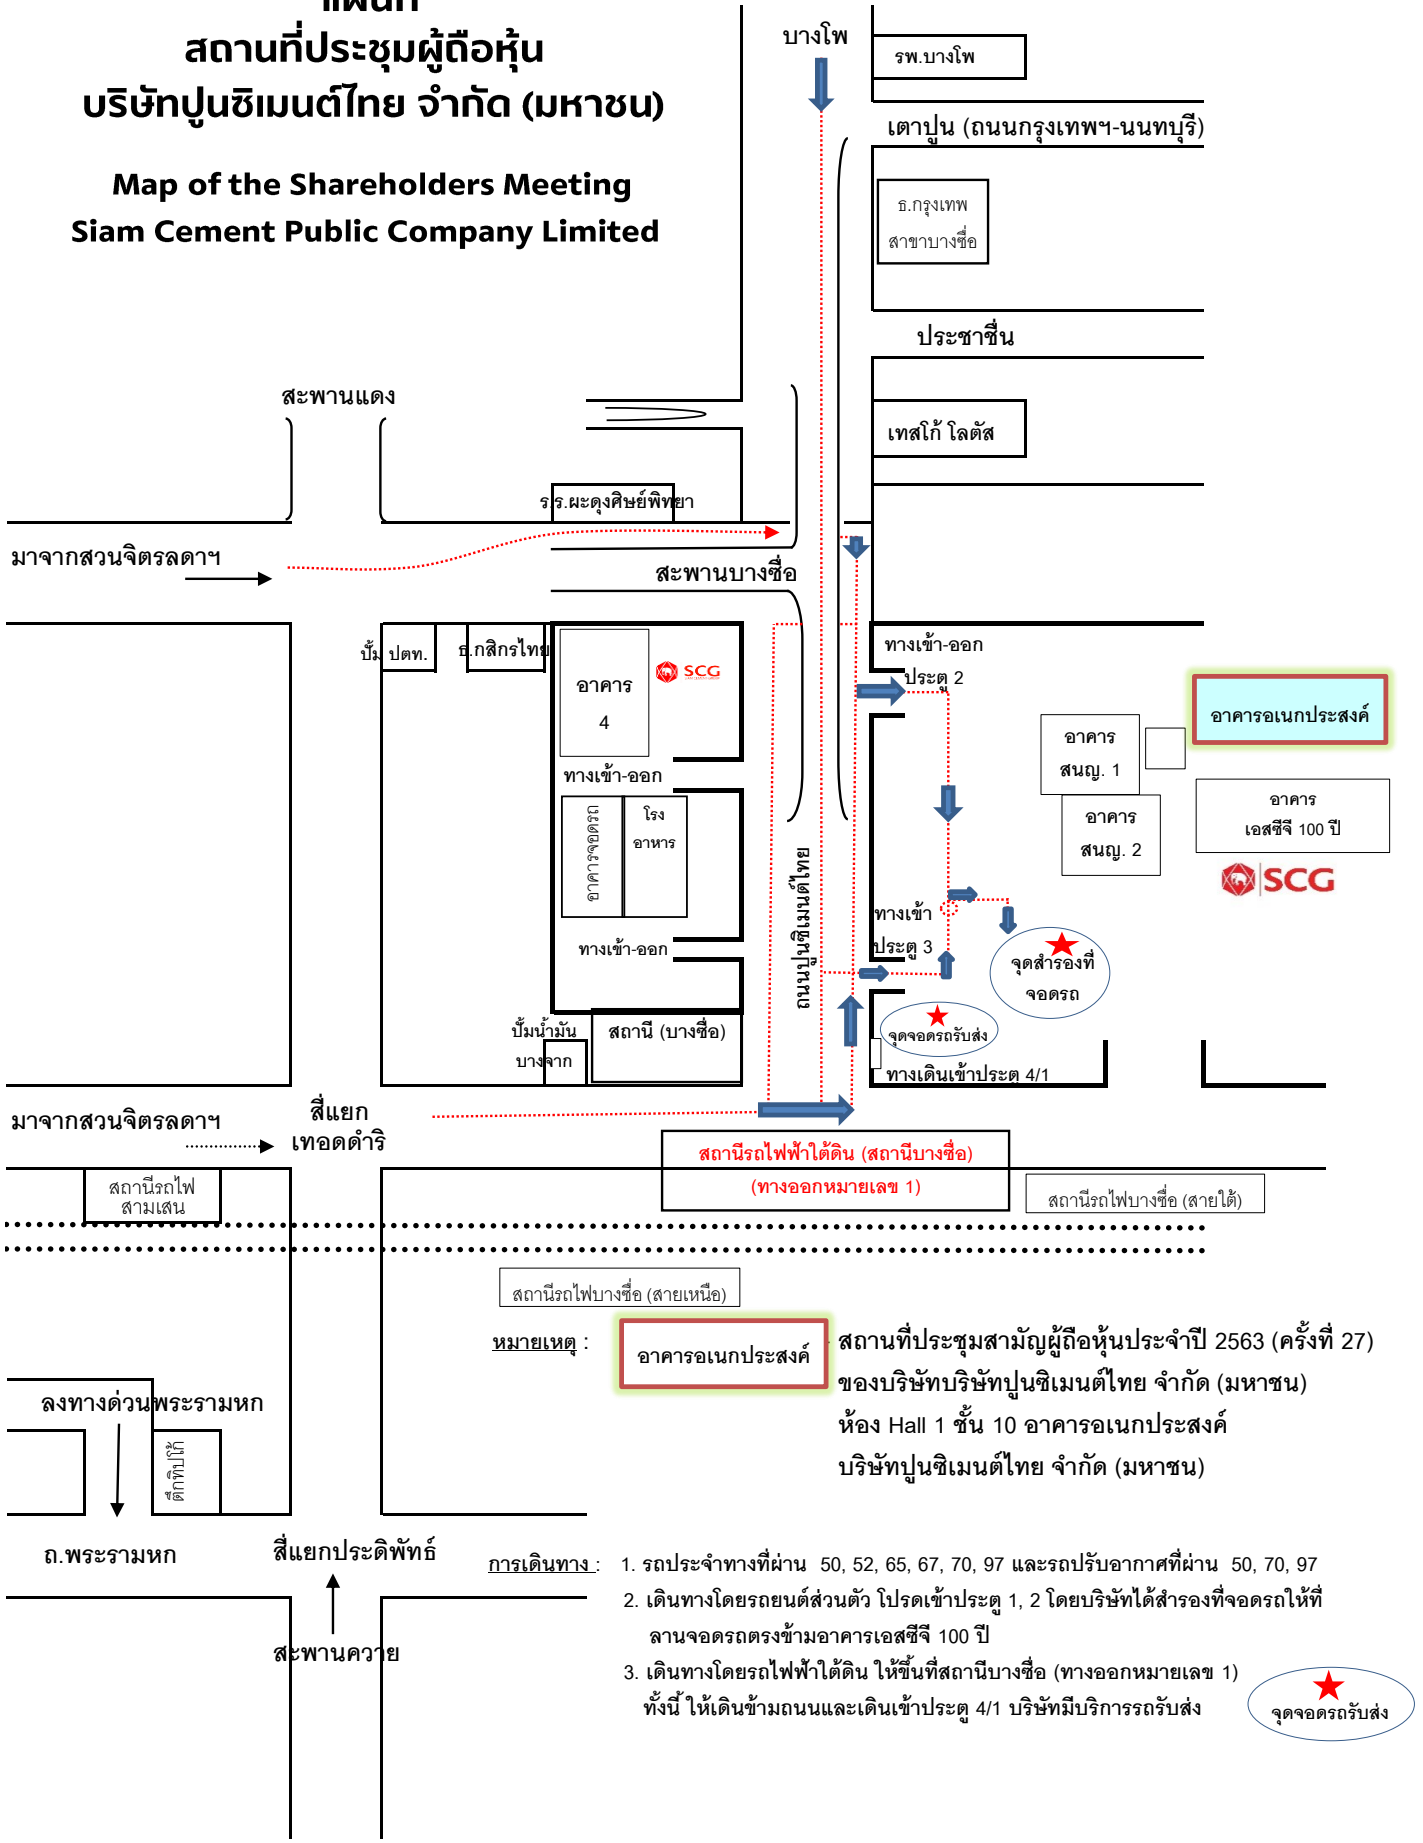 แผนที่
สถานที่ประชุมผู้ถือหุ้น
บริษัทปูนซิเมนต์ไทย จำกัด (มหาชน)
Map of the Shareholders Meeting
Siam Cement Public Company Limited
บางโพ
รพ.บางโพ
เตาปูน (ถนนกรุงเทพฯ-นนทบุรี)
ธ.กรุงเทพ
สาขาบางซื่อ
ประชาชื่น
สะพานแดง
เทสโก้ โลตัส
ร.ร.ผะดุงศิษย์พิทยา
มาจากสวนจิตรลดาฯ
สะพานบางซื่อ
ปั๊ม ปตท.
ธ.กสิกรไทย
อาคาร
4
SCG
ทางเข้า-ออก
ประตู 2
อาคารอเนกประสงค์
อาคาร
สนญ. 1
ทางเข้า-ออก
อาคารจอดรถ
โรง
อาหาร
อาคาร
สนญ. 2
อาคาร
เอสซีจี 100 ปี
SCG
ถนนปูนซิเมนต์ไทย
ทางเข้า
ประตู 3
ทางเข้า-ออก
จุดสำรองที่
จอดรถ
ปั๊มน้ำมัน
บางจาก
สถานี (บางซื่อ)
จุดจอดรถรับส่ง
ทางเดินเข้าประตู 4/1
มาจากสวนจิตรลดาฯ
สี่แยก
เทอดดำริ
สถานีรถไฟฟ้าใต้ดิน (สถานีบางซื่อ)
(ทางออกหมายเลข 1)
สถานีรถไฟ
สามเสน
สถานีรถไฟบางซื่อ (สายใต้)
สถานีรถไฟบางซื่อ (สายเหนือ)
หมายเหตุ :
อาคารอเนกประสงค์
สถานที่ประชุมสามัญผู้ถือหุ้นประจำปี 2563 (ครั้งที่ 27)
ของบริษัทบริษัทปูนซิเมนต์ไทย จำกัด (มหาชน)
ห้อง Hall 1 ชั้น 10 อาคารอเนกประสงค์
บริษัทปูนซิเมนต์ไทย จำกัด (มหาชน)
ลงทางด่วนพระรามหก
ตึกทิปโก้
ถ.พระรามหก
สี่แยกประดิพัทธ์
สะพานควาย
การเดินทาง : 1. รถประจำทางที่ผ่าน 50, 52, 65, 67, 70, 97 และรถปรับอากาศที่ผ่าน 50, 70, 97
2. เดินทางโดยรถยนต์ส่วนตัว โปรดเข้าประตู 1, 2 โดยบริษัทได้สำรองที่จอดรถให้ที่
ลานจอดรถตรงข้ามอาคารเอสซีจี 100 ปี
3. เดินทางโดยรถไฟฟ้าใต้ดิน ให้ขึ้นที่สถานีบางซื่อ (ทางออกหมายเลข 1)
ทั้งนี้ ให้เดินข้ามถนนและเดินเข้าประตู 4/1 บริษัทมีบริการรถรับส่ง
จุดจอดรถรับส่ง